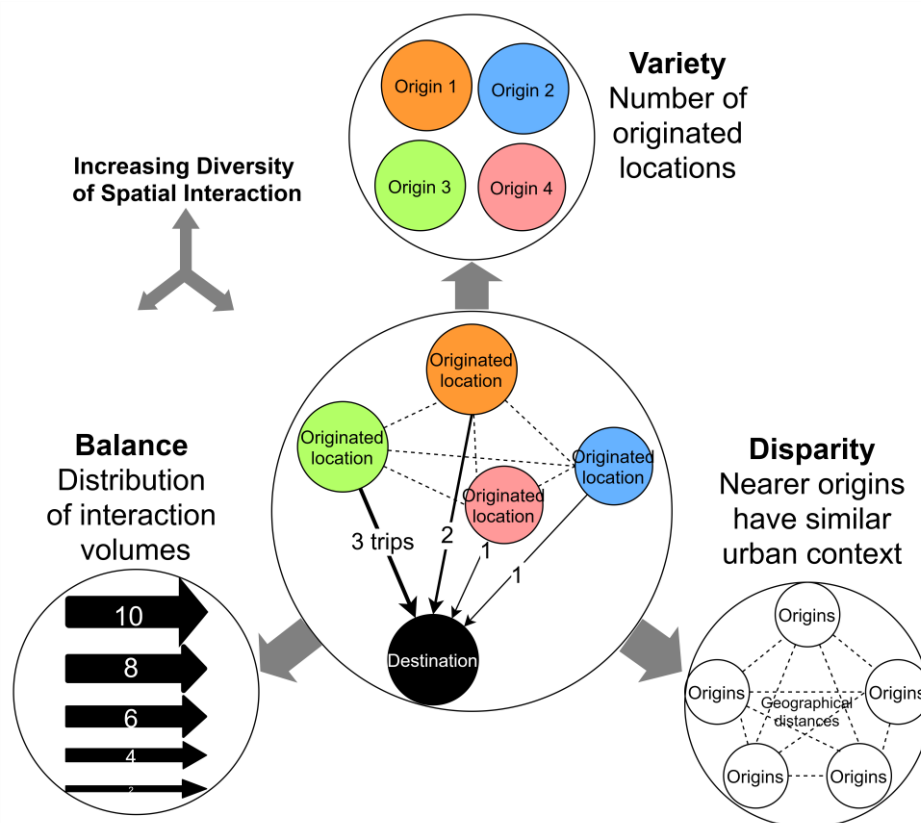 Origin 1
Origin 2
Origin 3
Origin 4
Variety
Number of
originated
locations
Increasing Diversity
of Spatial Interaction
Originated
location
Originated
location
Originated
location
Originated
location
3 trips
2
1
1
Destination
Balance
Distribution
of interaction
volumes
10
8
6
4
2
Disparity
Nearer origins
have similar
urban context
Origins
Origins
Origins
Geographical
distances
Origins
Origins